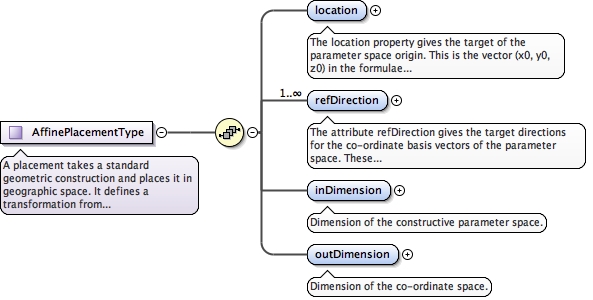 location
The location property gives the target of the
parameter space origin. This is the vector (x0, y0,
z0) in the formulae...
1..∞
refDirection
The attribute refDirection gives the target directions
for the co-ordinate basis vectors of the parameter
space. These...
AffinePlacementType
A placement takes a standard
geometric construction and places it in
geographic space. It defines a
transformation from...
inDimension
Dimension of the constructive parameter space.
outDimension
Dimension of the co-ordinate space.